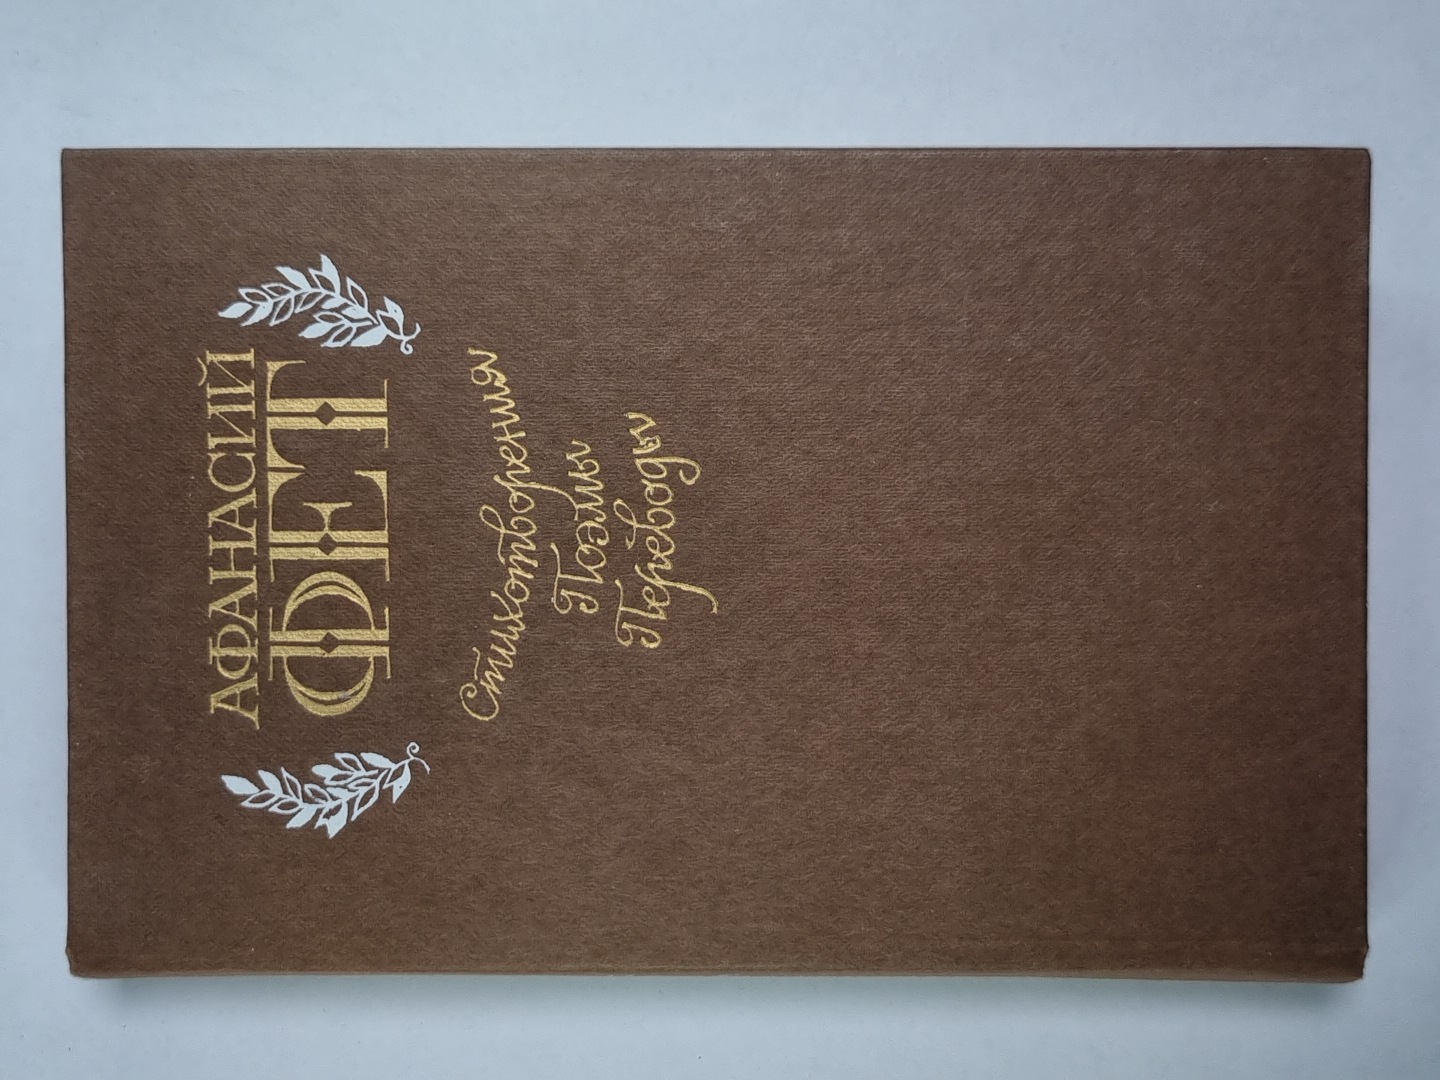 АФАНАСИЙ
ФЕТ
Стихотворения
Поэмы
Переводы